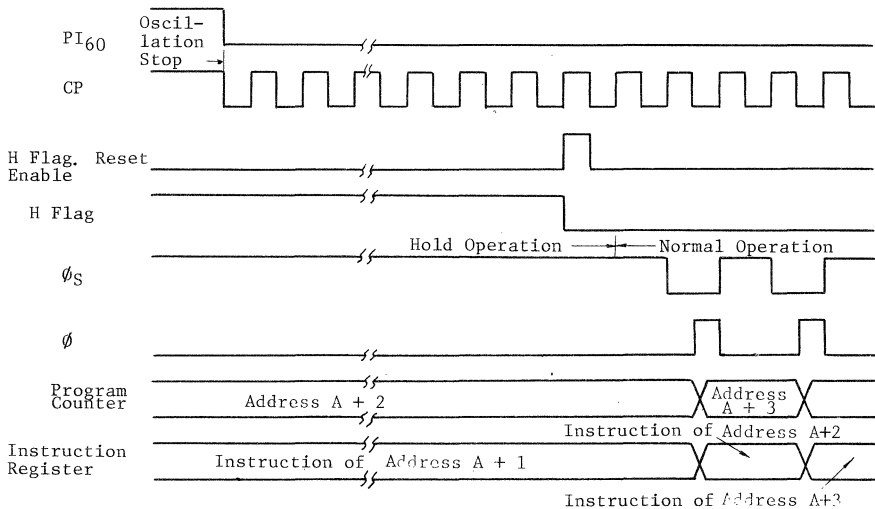 Oscil-
lation
Stop
PI60
CP
H Flag. Reset
Enable
H Flag
Hold Operation
Normal Operation
ϕS
ϕ
Program
Counter
Address A + 2
Address
A + 3
Instruction of Address A+2
Instruction
Register
Instruction of Address A + 1
Instruction of Address A+3